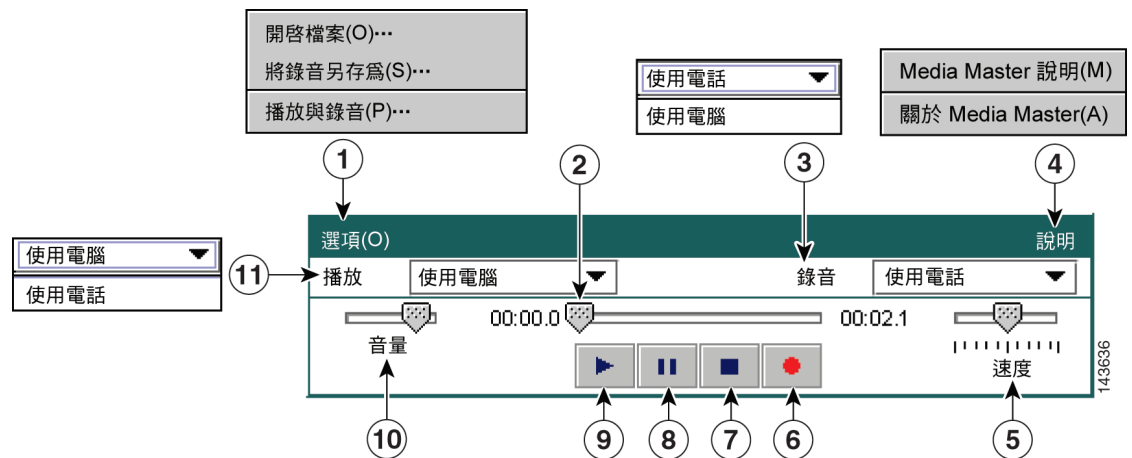 開啓檔案(O)⋯
將錄音另存爲(S)⋯
播放與錄音(P)⋯
使用電話
使用電腦
Media Master 說明(M)
關於 Media Master(A)
1
2
3
4
選項(O)
說明
使用電腦
使用電話
11
播放
使用電腦
錄音
使用電話
00:00.0
00:02.1
音量
速度
143636
10
9
8
7
6
5